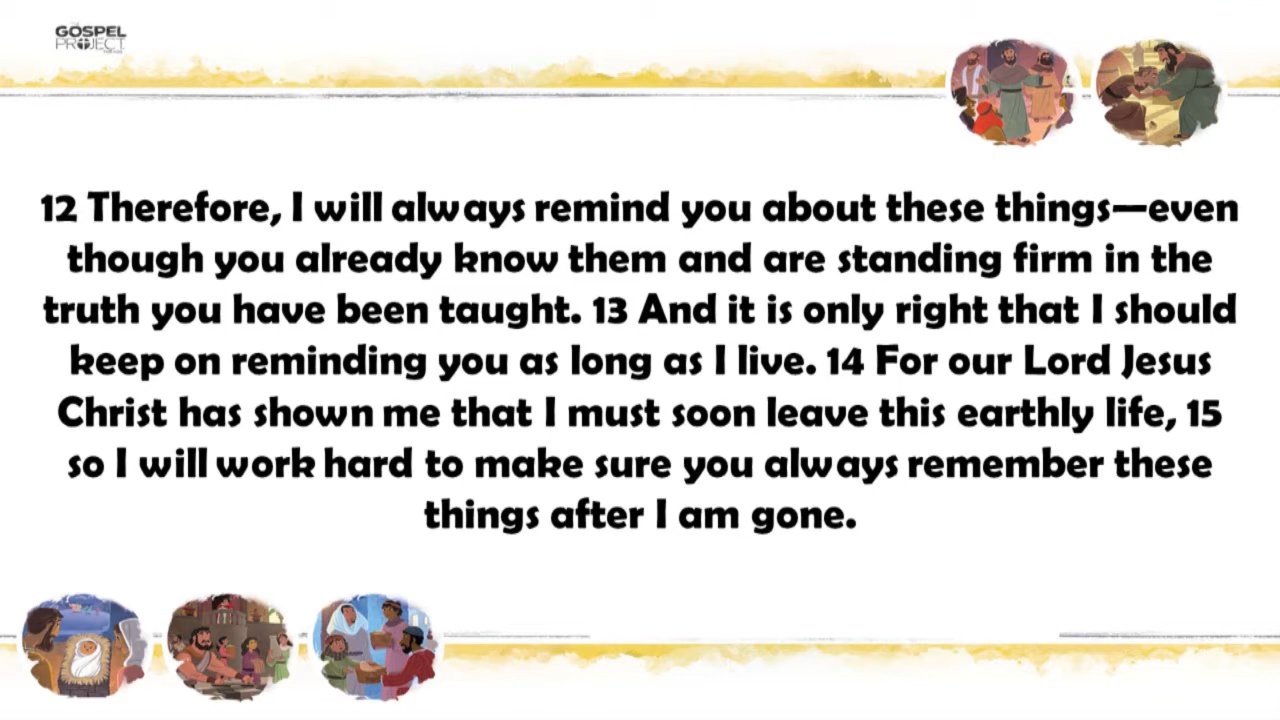 GOSPEL
PROJECT
12 Therefore, I will always remind you about these things—even
though you already know them and are standing firm in the
truth you have been taught. 13 And it is only right that I should
keep on reminding you as long as I live. 14 For our Lord Jesus
Christ has shown me that I must soon leave this earthly life, 15
so I will work hard to make sure you always remember these
things after I am gone.